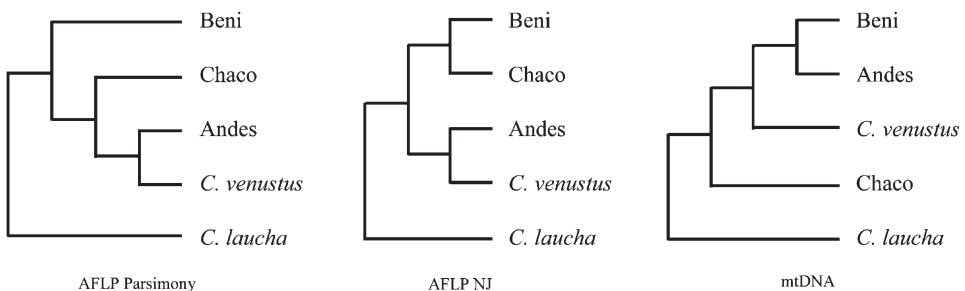 Beni
Chaco
Andes
C. venustus
C. laucha
AFLP Parsimony
Beni
Chaco
Andes
C. venustus
C. laucha
AFLP NJ
Beni
Andes
C. venustus
Chaco
C. laucha
mtDNA